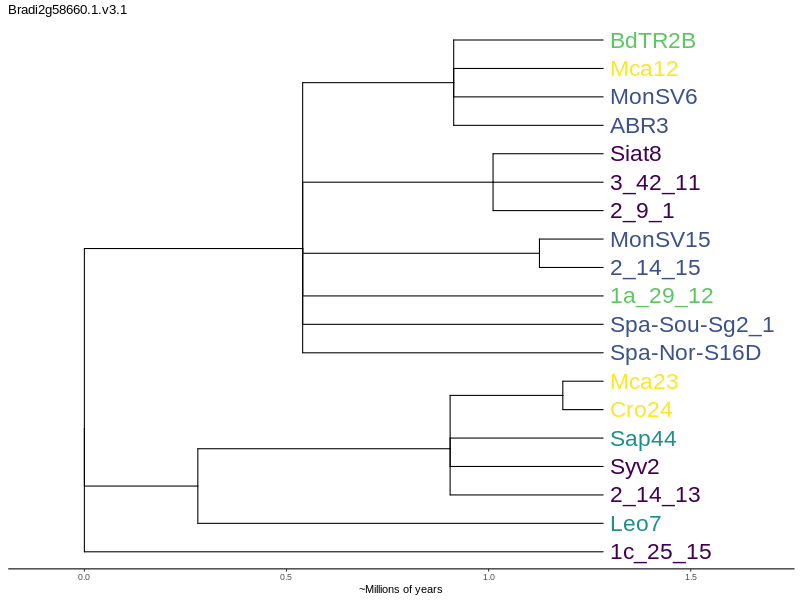 Bradi2g58660.1.v3.1
BdTR2B
Mca12
MonSV6
ABR3
Siat8
3_42_11
2_9_1
MonSV15
2_14_15
1a_29_12
Spa-Sou-Sg2_1
Spa-Nor-S16D
Mca23
Cro24
Sap44
Syv2
2_14_13
Leo7
1c_25_15
0.0 0.5 1.0 1.5
~Millions of years